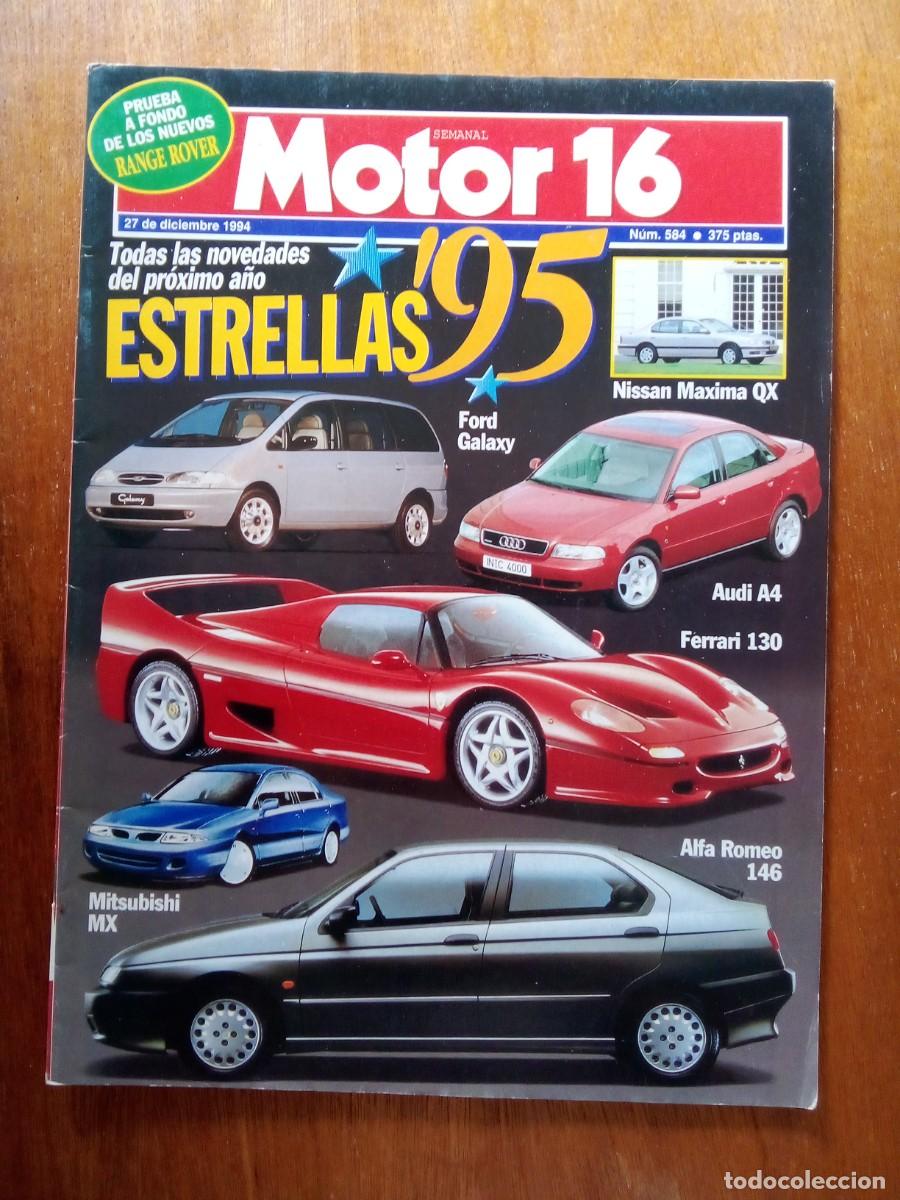 PRUEBA
A FONDO
DE LOS NUEVOS
RANGE ROVER
SEMANAL
Motor 16
27 de diciembre 1994
Núm. 584 ● 375 ptas.
Todas las novedades
del próximo año
ESTRELLAS '95
Nissan Maxima QX
Ford
Galaxy
Galaxy
IN·TC 4000
Audi A4
Ferrari 130
Alfa Romeo
146
Mitsubishi
MX
todocoleccion